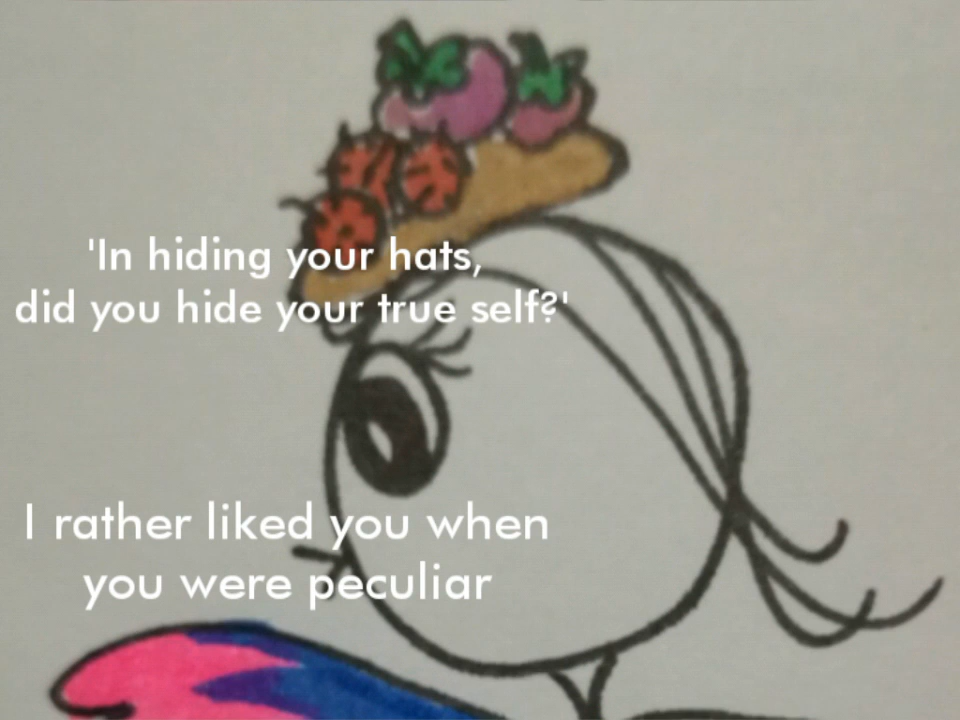 'In hiding your hats,
did you hide your true self?'
I rather liked you when
you were peculiar